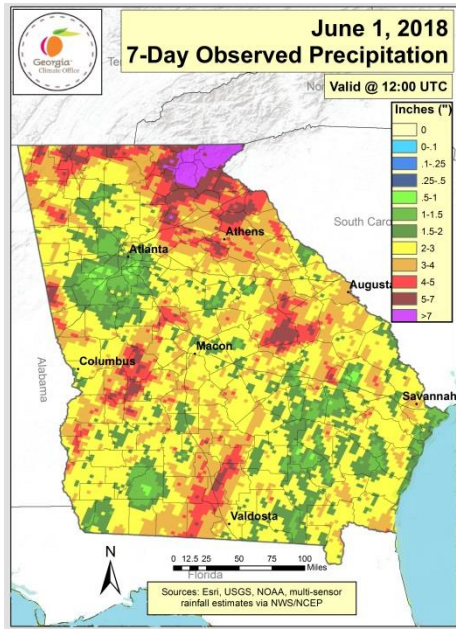 Georgia
Climate Office
June 1, 2018
7-Day Observed Precipitation
Valid @ 12:00 UTC
Inches (")
0
0-.1
.1-.25
.25-.5
.5-1
1-1.5
1.5-2
2-3
3-4
4-5
5-7
>7
South Carol
Athens
Atlanta
Augusta
Macon
Columbus
Alabama
Savannah
Valdosta
N
0 12.5 25 50 75 100
Miles
Florida
Sources: Esri, USGS, NOAA, multi-sensor
rainfall estimates via NWS/NCEP